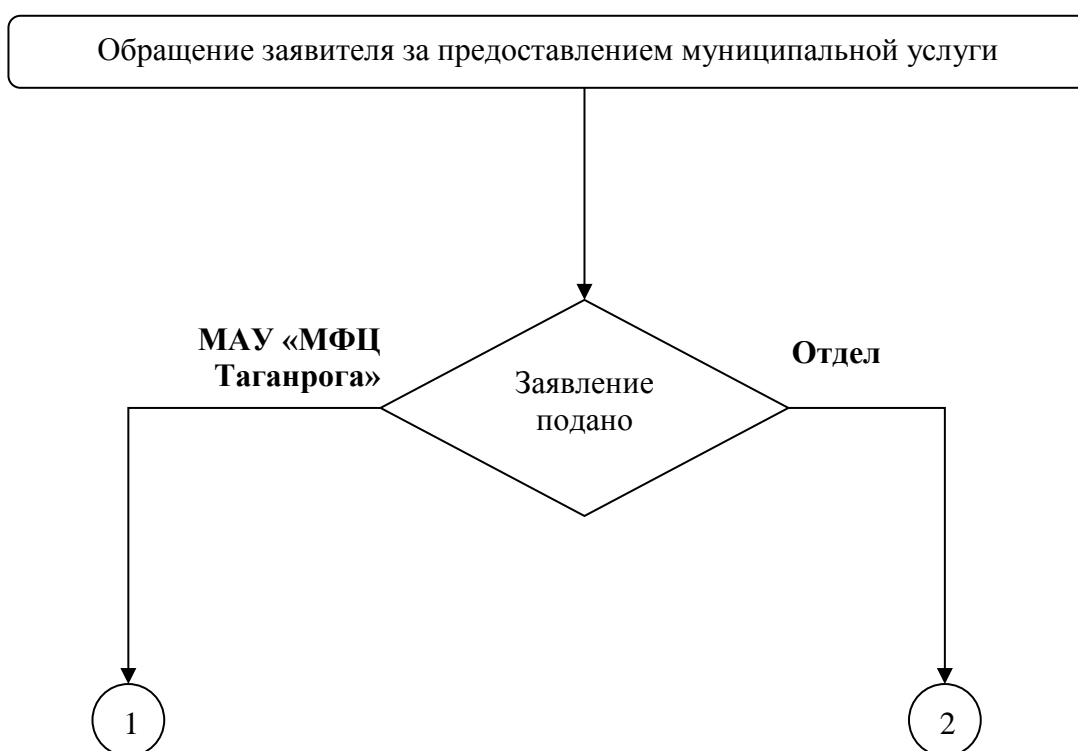 Обращение заявителя за предоставлением муниципальной услуги
МАУ «МФЦ
Таганрога»
Заявление
подано
Отдел
1
2